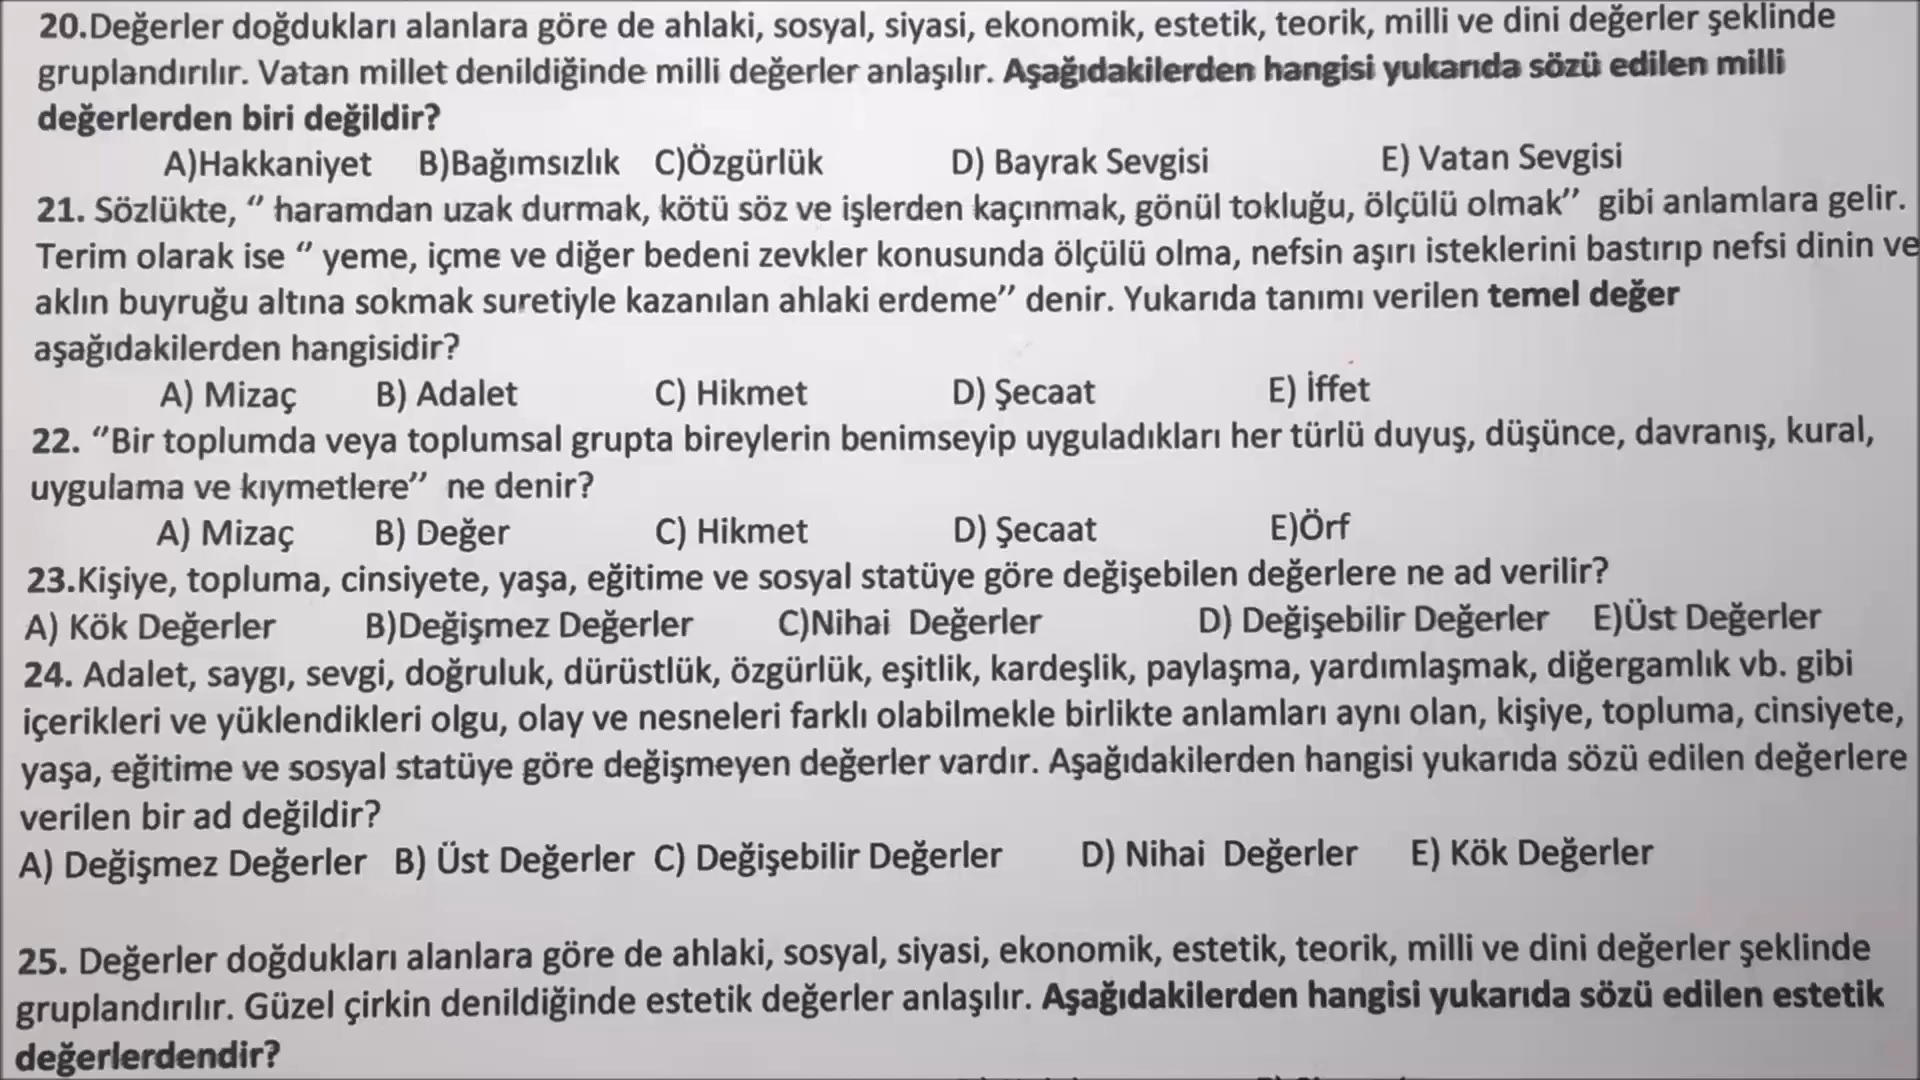 20.Değerler doğdukları alanlara göre de ahlaki, sosyal, siyasi, ekonomik, estetik, teorik, milli ve dini değerler şeklinde
gruplandırılır. Vatan millet denildiğinde milli değerler anlaşılır. Aşağıdakilerden hangisi yukarıda sözü edilen milli
değerlerden biri değildir?
A)Hakkaniyet B)Bağımsızlık C)Özgürlük D) Bayrak Sevgisi E) Vatan Sevgisi
21. Sözlükte, “ haramdan uzak durmak, kötü söz ve işlerden kaçınmak, gönül tokluğu, ölçülü olmak” gibi anlamlara gelir.
Terim olarak ise “ yeme, içme ve diğer bedeni zevkler konusunda ölçülü olma, nefsin aşırı isteklerini bastırıp nefsi dinin ve
aklın buyruğu altına sokmak suretiyle kazanılan ahlaki erdeme” denir. Yukarıda tanımı verilen temel değer
aşağıdakilerden hangisidir?
A) Mizaç B) Adalet C) Hikmet D) Şecaat E) İffet
22. “Bir toplumda veya toplumsal grupta bireylerin benimseyip uyguladıkları her türlü duyuş, düşünce, davranış, kural,
uygulama ve kıymetlere” ne denir?
A) Mizaç B) Değer C) Hikmet D) Şecaat E)Örf
23.Kişiye, topluma, cinsiyete, yaşa, eğitime ve sosyal statüye göre değişebilen değerlere ne ad verilir?
A) Kök Değerler B)Değişmez Değerler C)Nihai Değerler D) Değişebilir Değerler E)Üst Değerler
24. Adalet, saygı, sevgi, doğruluk, dürüstlük, özgürlük, eşitlik, kardeşlik, paylaşma, yardımlaşmak, diğergamlık vb. gibi
içerikleri ve yüklendikleri olgu, olay ve nesneleri farklı olabilmekle birlikte anlamları aynı olan, kişiye, topluma, cinsiyete,
yaşa, eğitime ve sosyal statüye göre değişmeyen değerler vardır. Aşağıdakilerden hangisi yukarıda sözü edilen değerlere
verilen bir ad değildir?
A) Değişmez Değerler B) Üst Değerler C) Değişebilir Değerler D) Nihai Değerler E) Kök Değerler
25. Değerler doğdukları alanlara göre de ahlaki, sosyal, siyasi, ekonomik, estetik, teorik, milli ve dini değerler şeklinde
gruplandırılır. Güzel çirkin denildiğinde estetik değerler anlaşılır. Aşağıdakilerden hangisi yukarıda sözü edilen estetik
değerlerdendir?